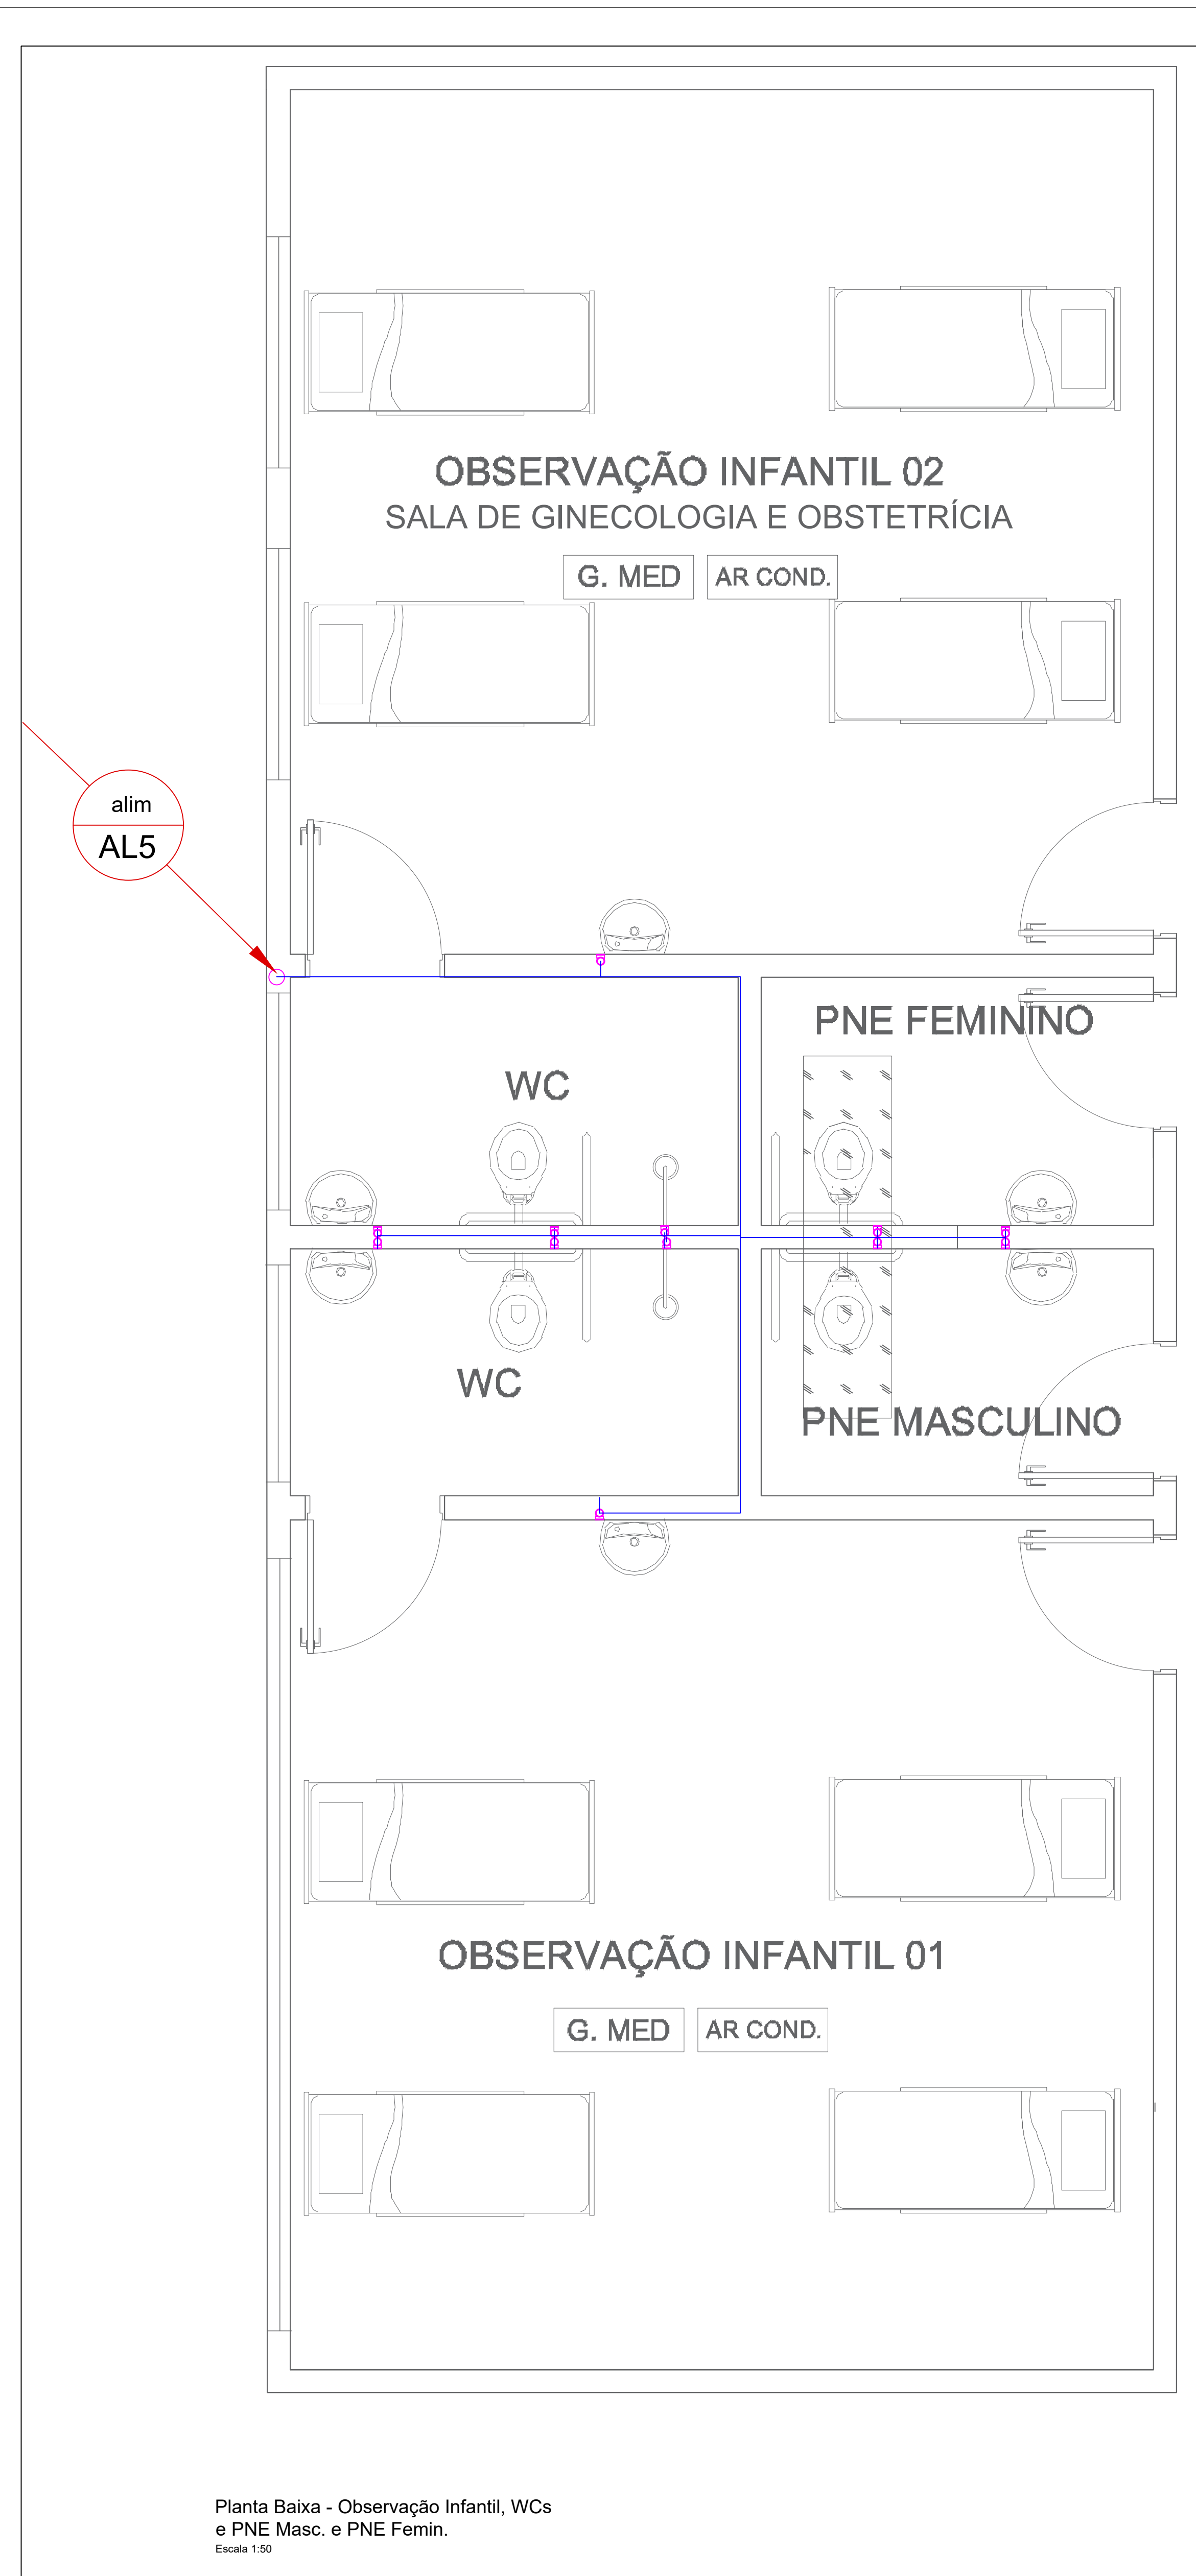 OBSERVAÇÃO INFANTIL 02
SALA DE GINECOLOGIA E OBSTETRÍCIA
G. MED
AR COND.
alim
AL5
PNE FEMININO
WC
WC
PNE MASCULINO
OBSERVAÇÃO INFANTIL 01
G. MED
AR COND.
Planta Baixa - Observação Infantil, WCs
e PNE Masc. e PNE Femin.
Escala 1:50